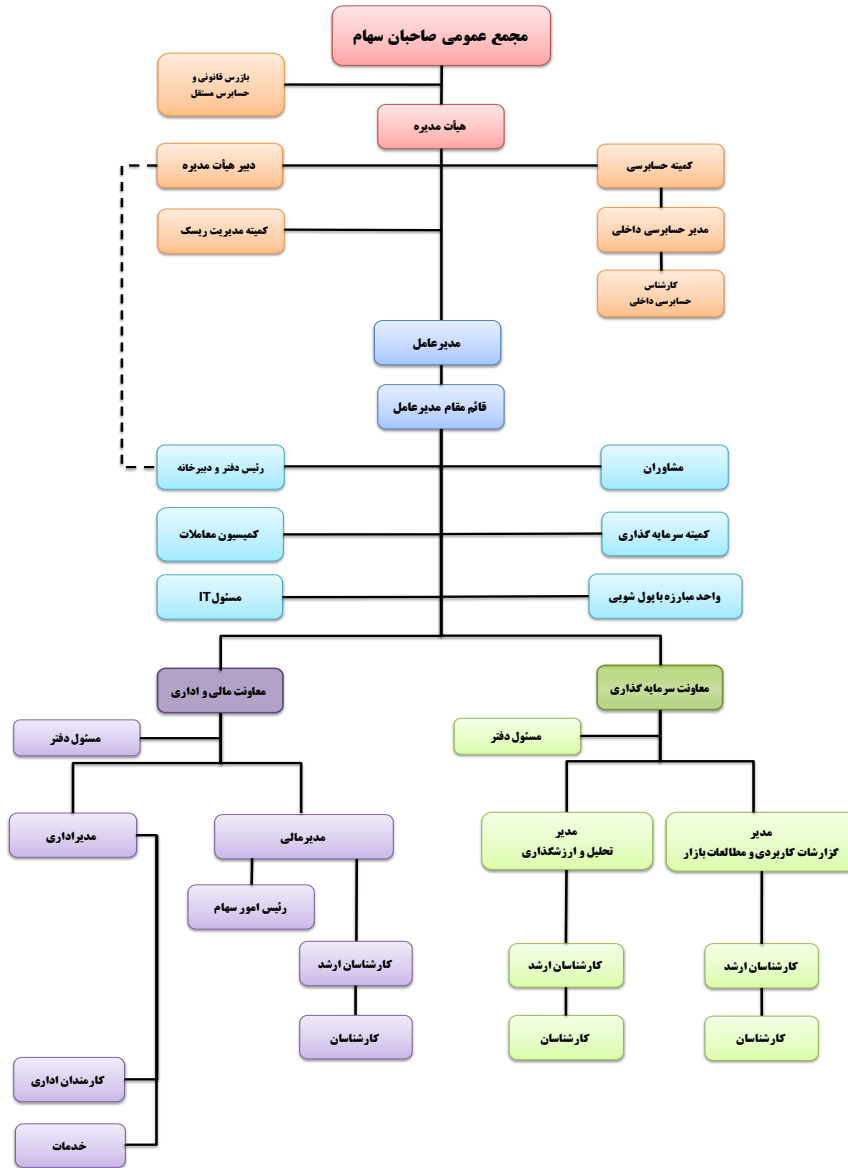 مجمع عمومی صاحبان سهام
بازرس قانونی و
حسابرس مستقل
هیأت مدیره
کمیته حسابرسی
دبیر هیأت مدیره
مدیر حسابرسی داخلی
کمیته مدیریت ریسک
کارشناس
حسابرسی داخلی
مدیرعامل
قائم مقام مدیرعامل
مشاوران
رئیس دفتر و دبیرخانه
کمیته سرمایه گذاری
کمیسیون معاملات
واحد مبارزه با پول شویی
مسئول IT
معاونت سرمایه گذاری
معاونت مالی و اداری
مسئول دفتر
مسئول دفتر
مدیر
گزارشات کاربردی و مطالعات بازار
مدیر
تحلیل و ارزشگذاری
مدیرمالی
مدیراداری
رئیس امور سهام
کارشناسان ارشد
کارشناسان ارشد
کارشناسان ارشد
کارشناسان
کارشناسان
کارشناسان
کارمندان اداری
خدمات